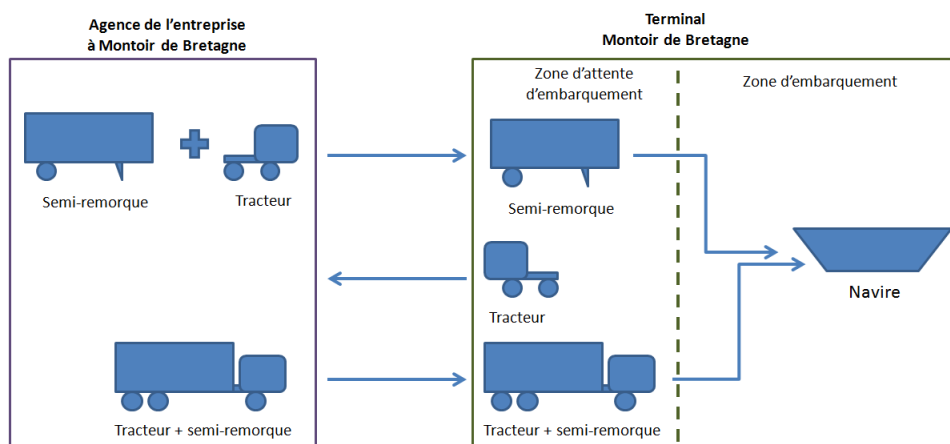 Agence de l'entreprise
à Montoir de Bretagne
Semi-remorque
Tracteur
Tracteur + semi-remorque
Terminal
Montoir de Bretagne
Zone d'attente
d'embarquement
Zone d'embarquement
Semi-remorque
Tracteur
Tracteur + semi-remorque
Navire